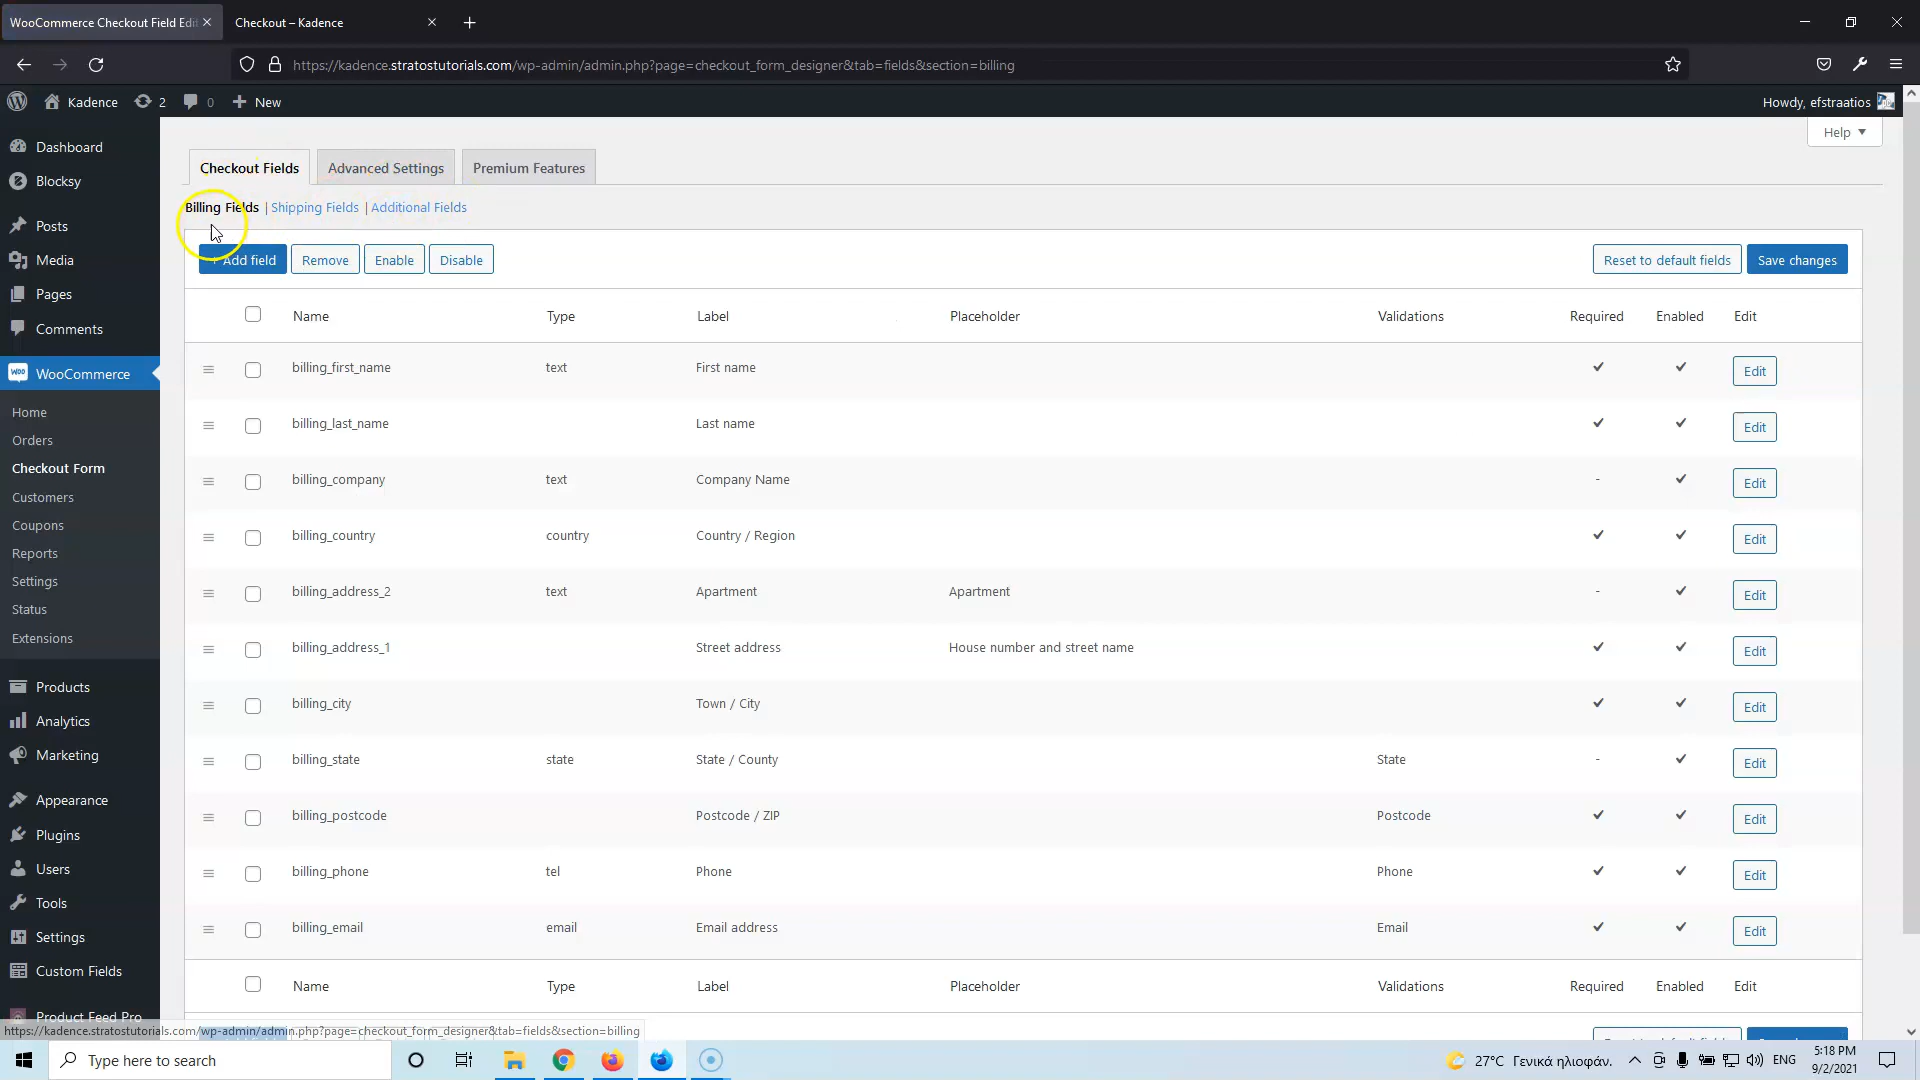 WooCommerce Checkout Field Edit
Checkout – Kadence
https://kadence.stratostutorials.com/wp-admin/admin.php?page=checkout_form_designer&tab=fields&section=billing
Kadence 2 0 New
Howdy, efstraatios
Help
Dashboard
Blocksy
Posts
Media
Pages
Comments
WooCommerce
Home
Orders
Checkout Form
Customers
Coupons
Reports
Settings
Status
Extensions
Products
Analytics
Marketing
Appearance
Plugins
Users
Tools
Settings
Custom Fields
Product Feed Pro
Checkout Fields Advanced Settings Premium Features
Billing Fields | Shipping Fields | Additional Fields
+ Add field Remove Enable Disable Reset to default fields Save changes
Name Type Label Placeholder Validations Required Enabled Edit
billing_first_name text First name Edit
billing_last_name Last name Edit
billing_company text Company Name - Edit
billing_country country Country / Region Edit
billing_address_2 text Apartment Apartment - Edit
billing_address_1 Street address House number and street name Edit
billing_city Town / City Edit
billing_state state State / County State - Edit
billing_postcode Postcode / ZIP Postcode Edit
billing_phone tel Phone Phone Edit
billing_email email Email address Email Edit
Name Type Label Placeholder Validations Required Enabled Edit
https://kadence.stratostutorials.com/wp-admin/admin.php?page=checkout_form_designer&tab=fields&section=billing
Type here to search
27°C Γενικά ηλιοφάν.
ENG
5:18 PM
9/2/2021